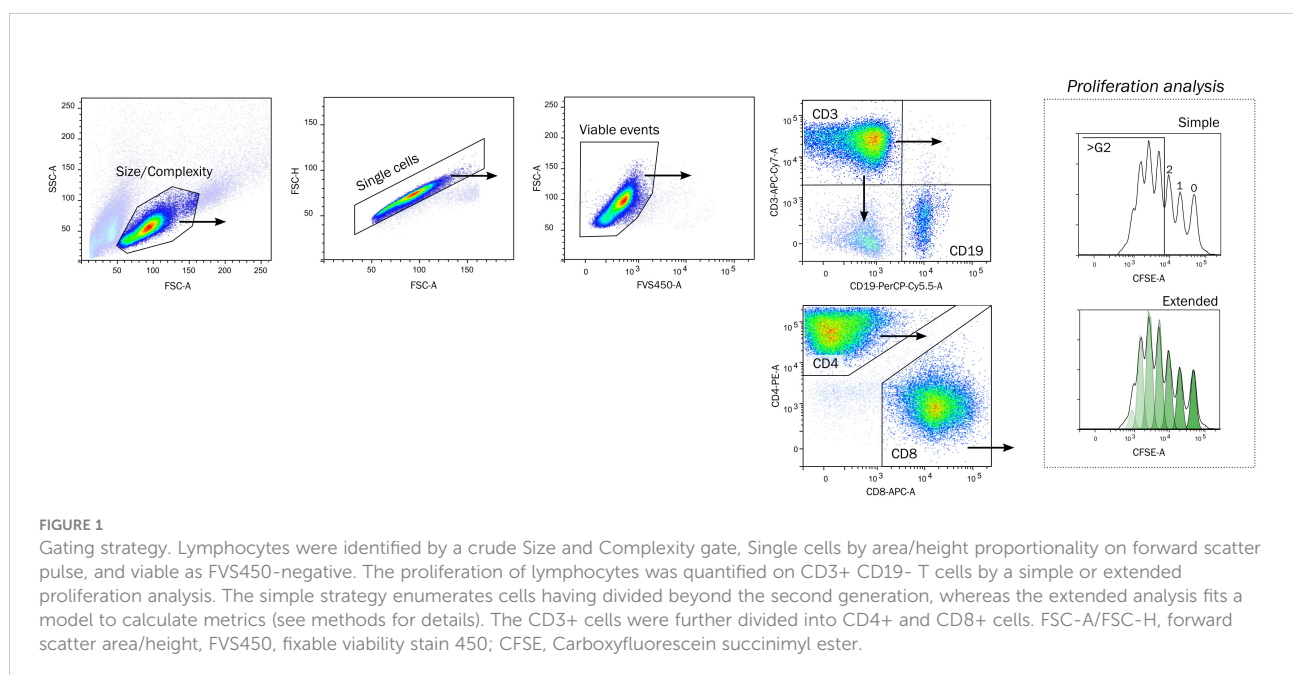 Proliferation analysis
250
200
150
100
50
SSC-A
Size/Complexity
50
100
150
200
250
FSC-A
150
100
50
FSC-H
Single cells
50
100
150
FSC-A
250
200
150
100
50
FSC-A
Viable events
0
10³
10⁴
10⁵
FVS450-A
10⁵
10⁴
10³
0
CD3-APC-Cy7-A
CD3
CD19
0
10³
10⁴
10⁵
CD19-PerCP-Cy5.5-A
10⁵
10⁴
10³
0
CD4-PE-A
CD4
CD8
0
10³
10⁴
10⁵
CD8-APC-A
Simple
>G2
2
1
0
0
10³
10⁴
10⁵
CFSE-A
Extended
0
10³
10⁴
10⁵
CFSE-A
FIGURE 1
Gating strategy. Lymphocytes were identified by a crude Size and Complexity gate, Single cells by area/height proportionality on forward scatter
pulse, and viable as FVS450-negative. The proliferation of lymphocytes was quantified on CD3+ CD19- T cells by a simple or extended
proliferation analysis. The simple strategy enumerates cells having divided beyond the second generation, whereas the extended analysis fits a
model to calculate metrics (see methods for details). The CD3+ cells were further divided into CD4+ and CD8+ cells. FSC-A/FSC-H, forward
scatter area/height, FVS450, fixable viability stain 450; CFSE, Carboxyfluorescein succinimyl ester.